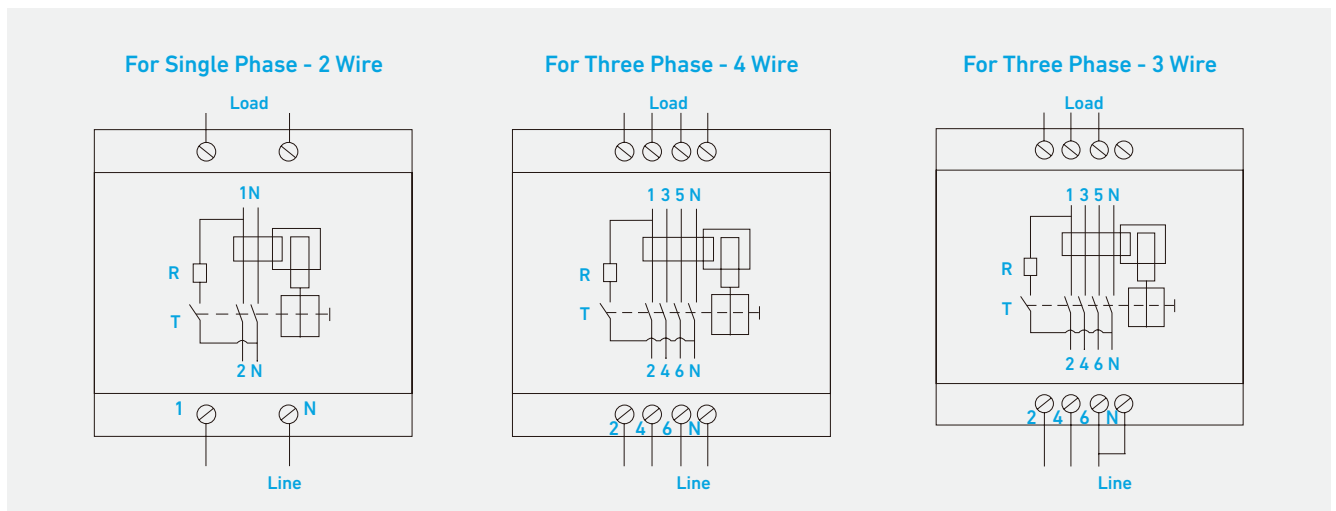 For Single Phase - 2 Wire
Load
1 N
R
T
2 N
1 N
Line
For Three Phase - 4 Wire
Load
1 3 5 N
R
T
2 4 6 N
2 4 6 N
Line
For Three Phase - 3 Wire
Load
1 3 5 N
R
T
2 4 6 N
2 4 6 N
Line